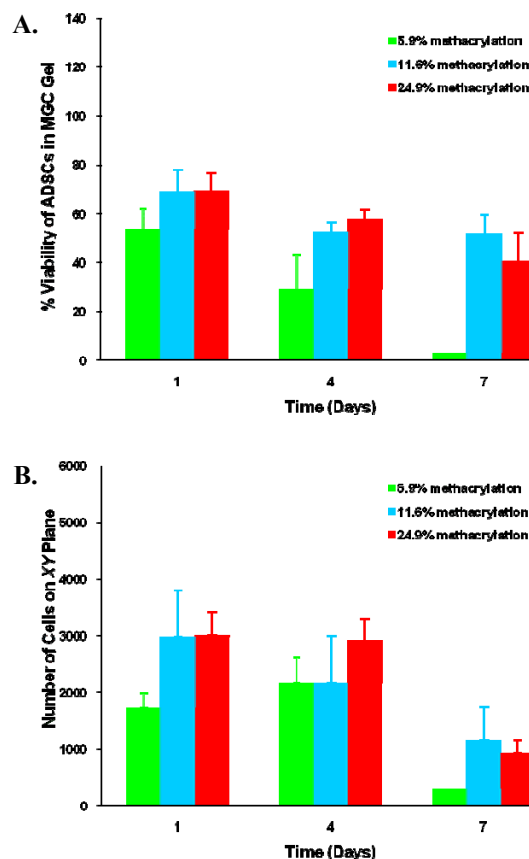 A.
140
120
100
80
60
40
20
0
% Viability of ADSCs in MGC Gel
5.9% methacrylation
11.6% methacrylation
24.9% methacrylation
1 4 7
Time (Days)
B.
6000
5000
4000
3000
2000
1000
0
Number of Cells on XY Plane
5.9% methacrylation
11.6% methacrylation
24.9% methacrylation
1 4 7
Time (Days)